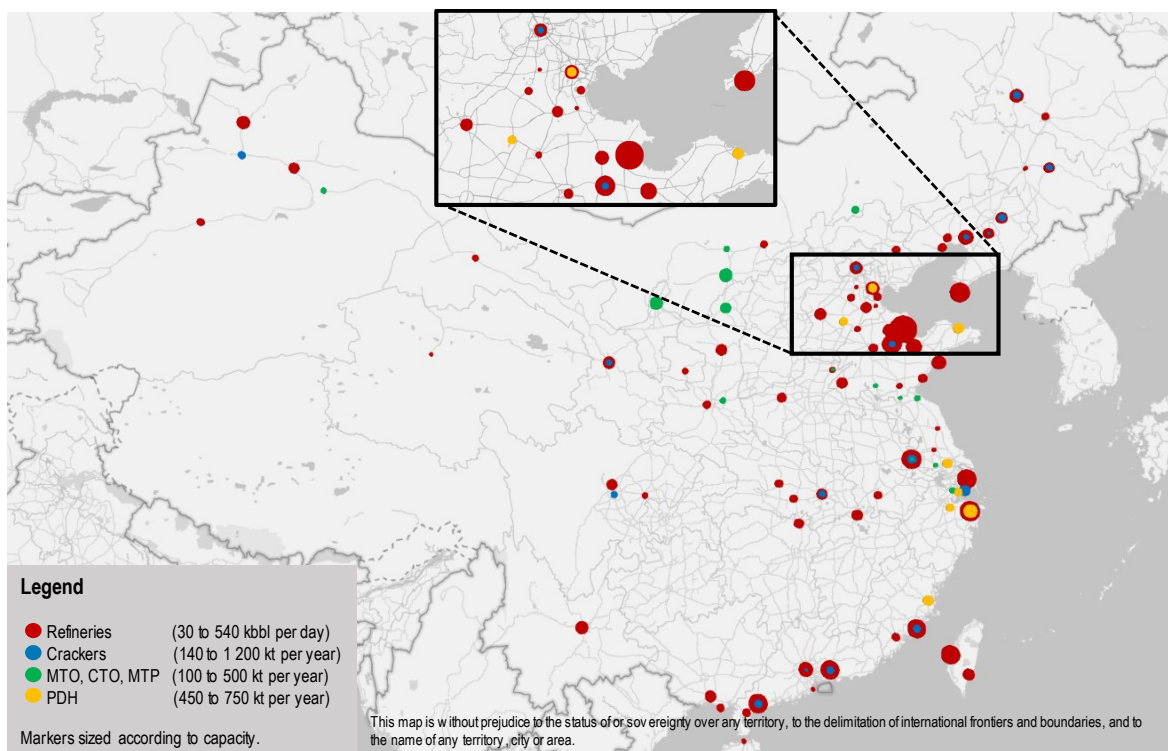 Legend
Refineries (30 to 540 kbbl per day)
Crackers (140 to 1 200 kt per year)
MTO, CTO, MTP (100 to 500 kt per year)
PDH (450 to 750 kt per year)
Markers sized according to capacity.
This map is without prejudice to the status of or sovereignty over any territory, to the delimitation of international frontiers and boundaries, and to
the name of any territory, city or area.